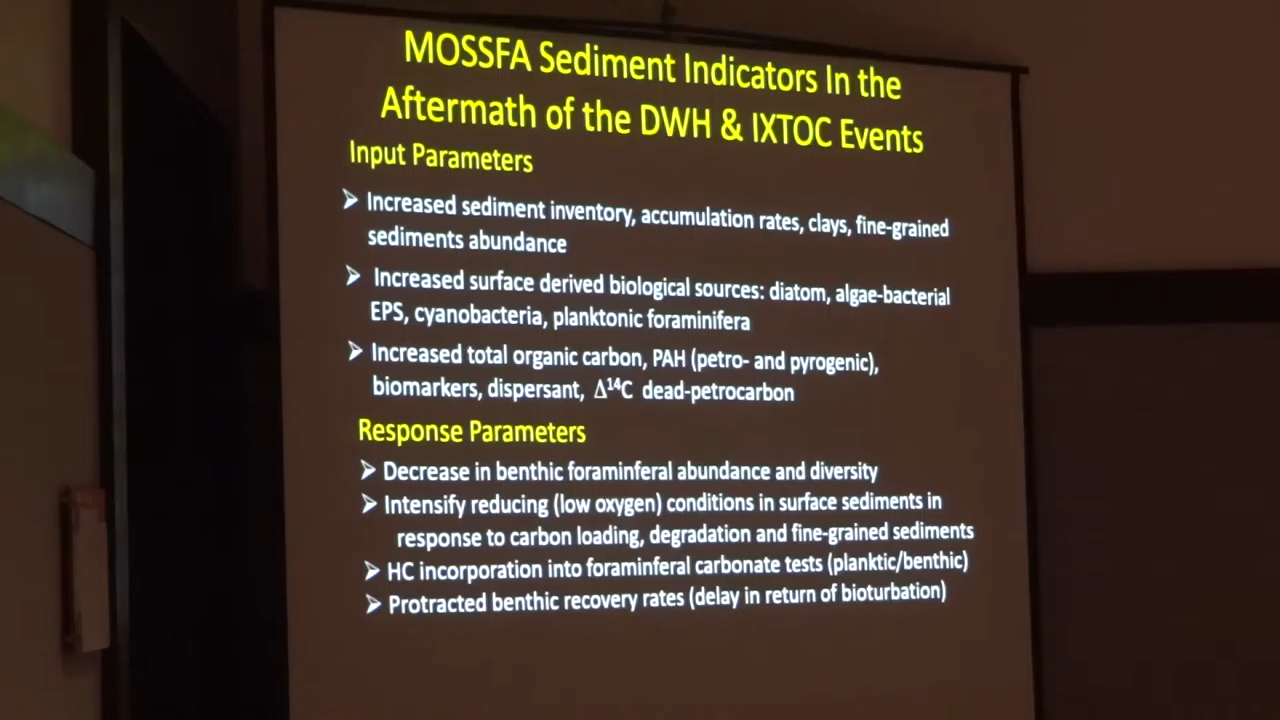 MOSSFA Sediment Indicators In the
Aftermath of the DWH & IXTOC Events
Input Parameters
➢ Increased sediment inventory, accumulation rates, clays, fine-grained
sediments abundance
➢ Increased surface derived biological sources: diatom, algae-bacterial
EPS, cyanobacteria, planktonic foraminifera
➢ Increased total organic carbon, PAH (petro- and pyrogenic),
biomarkers, dispersant, Δ¹⁴C dead-petrocarbon
Response Parameters
➢ Decrease in benthic foraminferal abundance and diversity
➢ Intensify reducing (low oxygen) conditions in surface sediments in
response to carbon loading, degradation and fine-grained sediments
➢ HC incorporation into foraminferal carbonate tests (planktic/benthic)
➢ Protracted benthic recovery rates (delay in return of bioturbation)